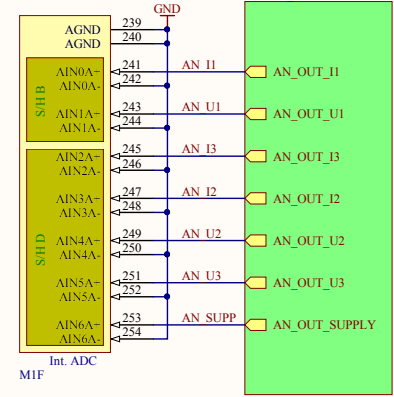 GND
AGND 239
AGND 240
S/H B
AIN0A+ 241 AN_I1 AN_OUT_I1
AIN0A- 242
AIN1A+ 243 AN_U1 AN_OUT_U1
AIN1A- 244
S/H D
AIN2A+ 245 AN_I3 AN_OUT_I3
AIN2A- 246
AIN3A+ 247 AN_I2 AN_OUT_I2
AIN3A- 248
AIN4A+ 249 AN_U2 AN_OUT_U2
AIN4A- 250
AIN5A+ 251 AN_U3 AN_OUT_U3
AIN5A- 252
AIN6A+ 253 AN_SUPP AN_OUT_SUPPLY
AIN6A- 254
Int. ADC
M1F